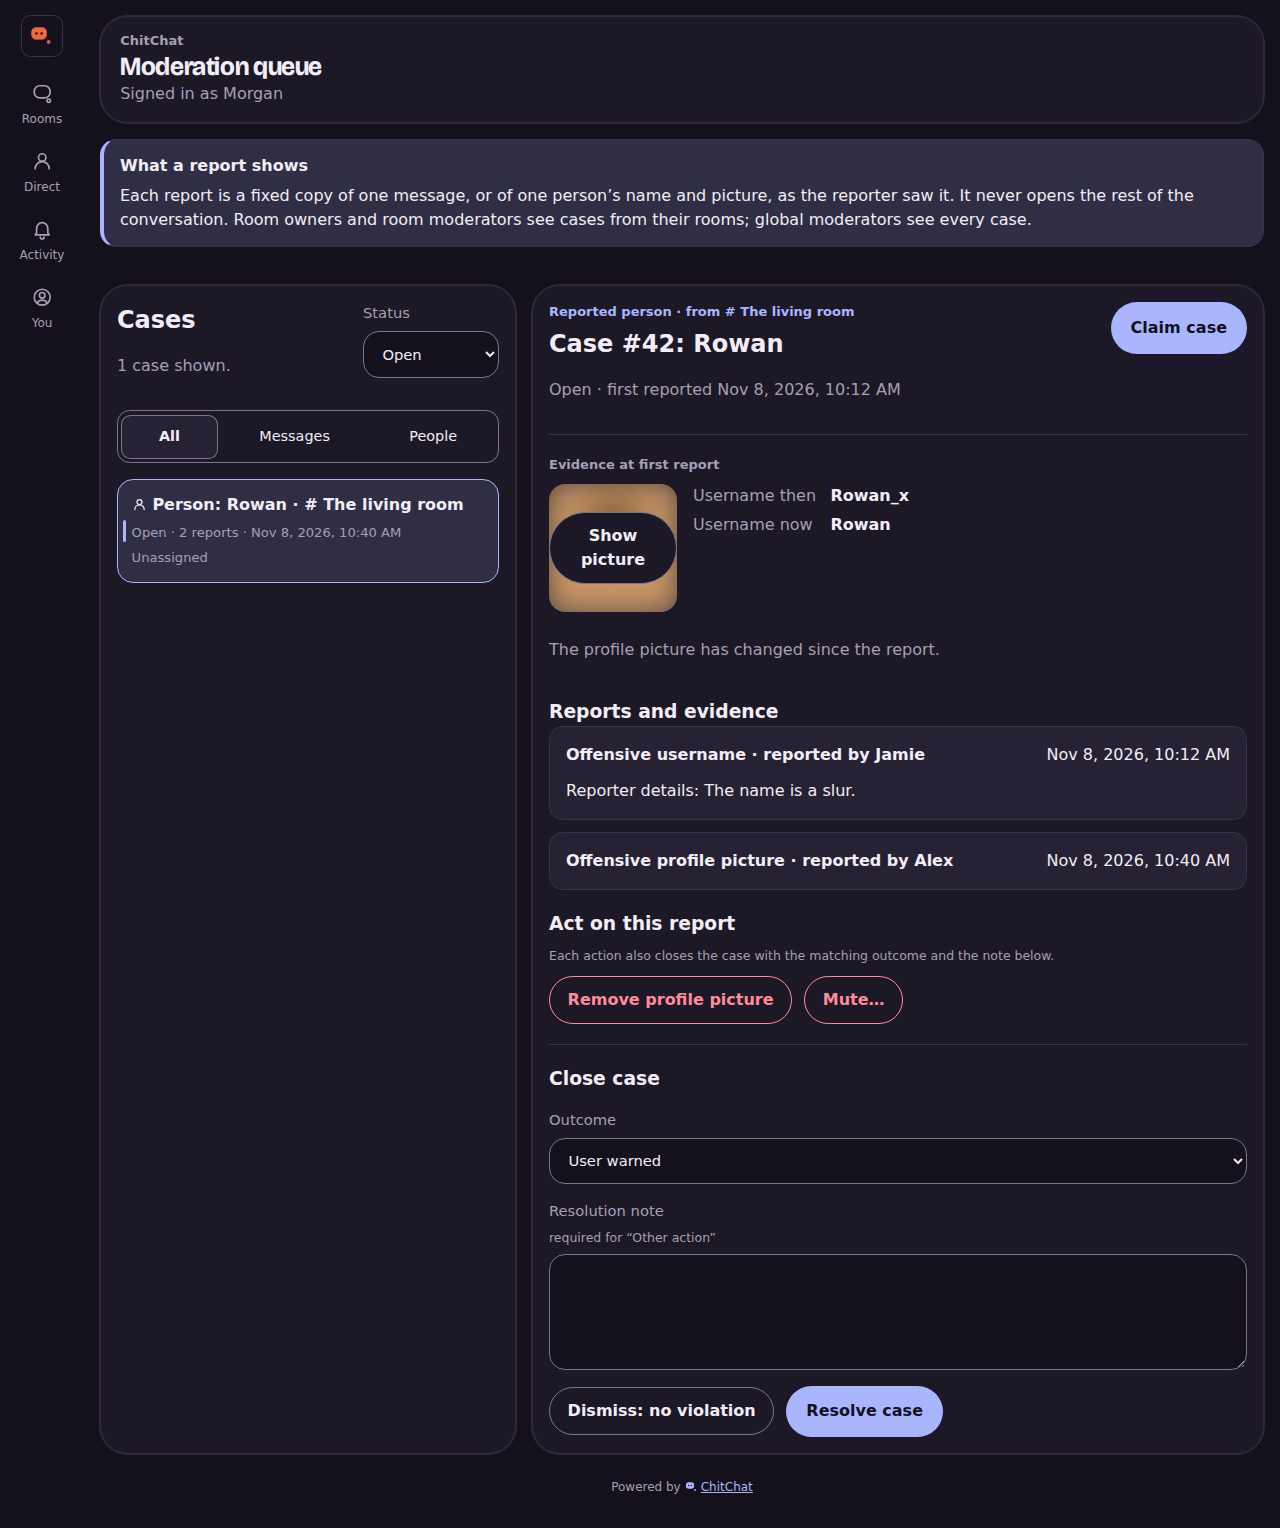 ChitChat
Moderation queue
Signed in as Morgan
Rooms
Direct
Activity
You
What a report shows
Each report is a fixed copy of one message, or of one person’s name and picture, as the reporter saw it. It never opens the rest of the
conversation. Room owners and room moderators see cases from their rooms; global moderators see every case.
Cases
1 case shown.
Status
Open
All
Messages
People
Person: Rowan · # The living room
Open · 2 reports · Nov 8, 2026, 10:40 AM
Unassigned
Reported person · from # The living room
Case #42: Rowan
Open · first reported Nov 8, 2026, 10:12 AM
Claim case
Evidence at first report
Show
picture
Username then Rowan_x
Username now Rowan
The profile picture has changed since the report.
Reports and evidence
Offensive username · reported by Jamie
Nov 8, 2026, 10:12 AM
Reporter details: The name is a slur.
Offensive profile picture · reported by Alex
Nov 8, 2026, 10:40 AM
Act on this report
Each action also closes the case with the matching outcome and the note below.
Remove profile picture
Mute…
Close case
Outcome
User warned
Resolution note
required for “Other action”
Dismiss: no violation
Resolve case
Powered by ChitChat